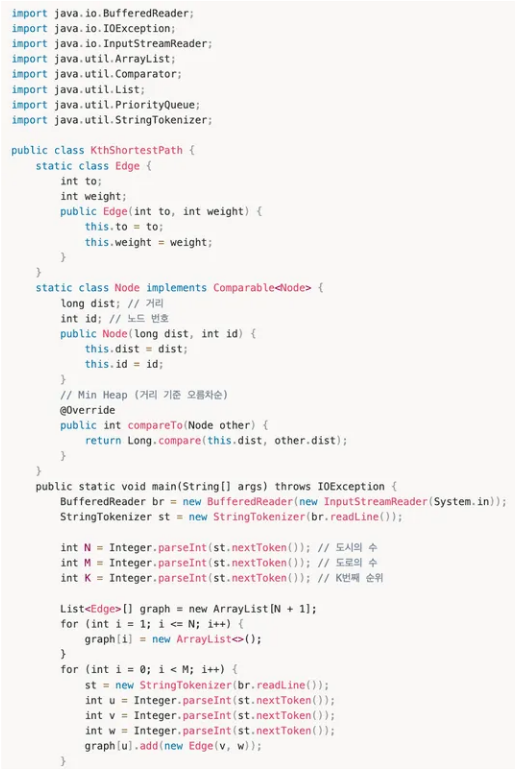 import java.io.BufferedReader;
import java.io.IOException;
import java.io.InputStreamReader;
import java.util.ArrayList;
import java.util.Comparator;
import java.util.List;
import java.util.PriorityQueue;
import java.util.StringTokenizer;

public class KthShortestPath {
    static class Edge {
        int to;
        int weight;
        public Edge(int to, int weight) {
            this.to = to;
            this.weight = weight;
        }
    }
    static class Node implements Comparable<Node> {
        long dist; // 거리
        int id; // 노드 번호
        public Node(long dist, int id) {
            this.dist = dist;
            this.id = id;
        }
        // Min Heap (거리 기준 오름차순)
        @Override
        public int compareTo(Node other) {
            return Long.compare(this.dist, other.dist);
        }
    }
    public static void main(String[] args) throws IOException {
        BufferedReader br = new BufferedReader(new InputStreamReader(System.in));
        StringTokenizer st = new StringTokenizer(br.readLine());

        int N = Integer.parseInt(st.nextToken()); // 도시의 수
        int M = Integer.parseInt(st.nextToken()); // 도로의 수
        int K = Integer.parseInt(st.nextToken()); // K번째 순위

        List<Edge>[] graph = new ArrayList[N + 1];
        for (int i = 1; i <= N; i++) {
            graph[i] = new ArrayList<>();
        }
        for (int i = 0; i < M; i++) {
            st = new StringTokenizer(br.readLine());
            int u = Integer.parseInt(st.nextToken());
            int v = Integer.parseInt(st.nextToken());
            int w = Integer.parseInt(st.nextToken());
            graph[u].add(new Edge(v, w));
        }